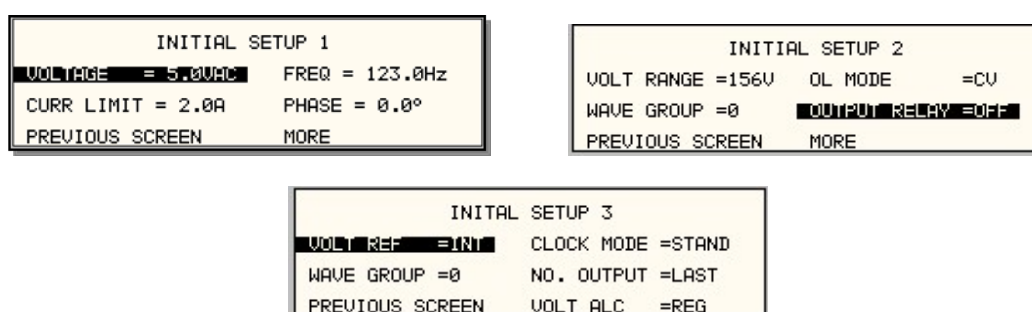 INITIAL SETUP 1
VOLTAGE = 5.0VAC FREQ = 123.0Hz
CURR LIMIT = 2.0A PHASE = 0.0°
PREVIOUS SCREEN MORE
INITIAL SETUP 2
VOLT RANGE =156V OL MODE =CV
WAVE GROUP =0 OUTPUT RELAY =OFF
PREVIOUS SCREEN MORE
INITAL SETUP 3
VOLT REF =INT CLOCK MODE =STAND
WAVE GROUP =0 NO. OUTPUT =LAST
PREVIOUS SCREEN VOLT ALC =REG